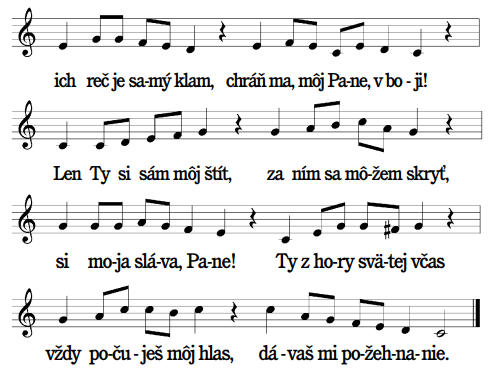 ich reč je sa-mý klam, chráň ma, môj Pa-ne, v bo-ji!
Len Ty si sám môj štít, za ním sa mô-žem skryť,
si mo-ja slá-va, Pa-ne! Ty z ho-ry svä-tej včas
vždy po-ču-ješ môj hlas, dá-vaš mi po-žeh-na-nie.